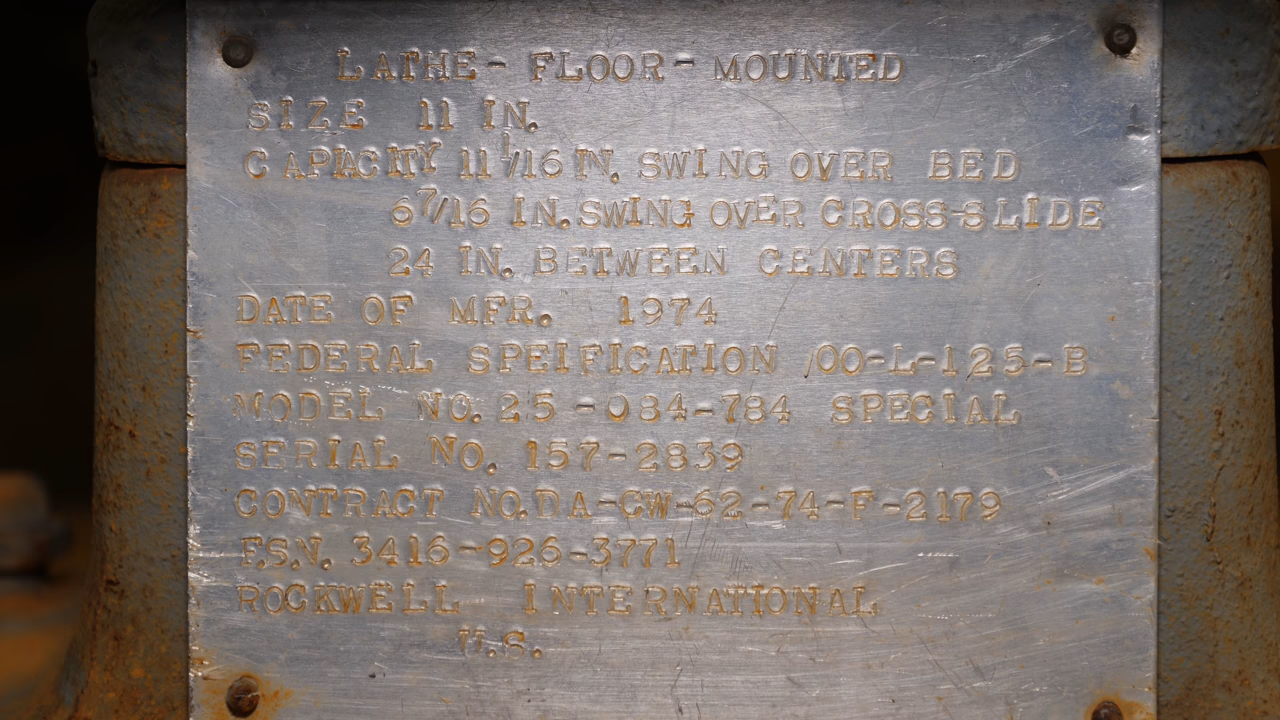 LATHE-FLOOR-MOUNTED
SIZE 11 IN.
CAPACITY 11 1/16 IN. SWING OVER BED
6 7/16 IN. SWING OVER CROSS-SLIDE
24 IN. BETWEEN CENTERS
DATE OF MFR. 1974
FEDERAL SPEIFICATION /OO-L-125-B
MODEL NO. 25-084-784 SPECIAL
SERIAL NO. 157-2839
CONTRACT NO. DA-CW-62-74-F-2179
F.S.N. 3416-926-3771
ROCKWELL INTERNATIONAL
U.S.